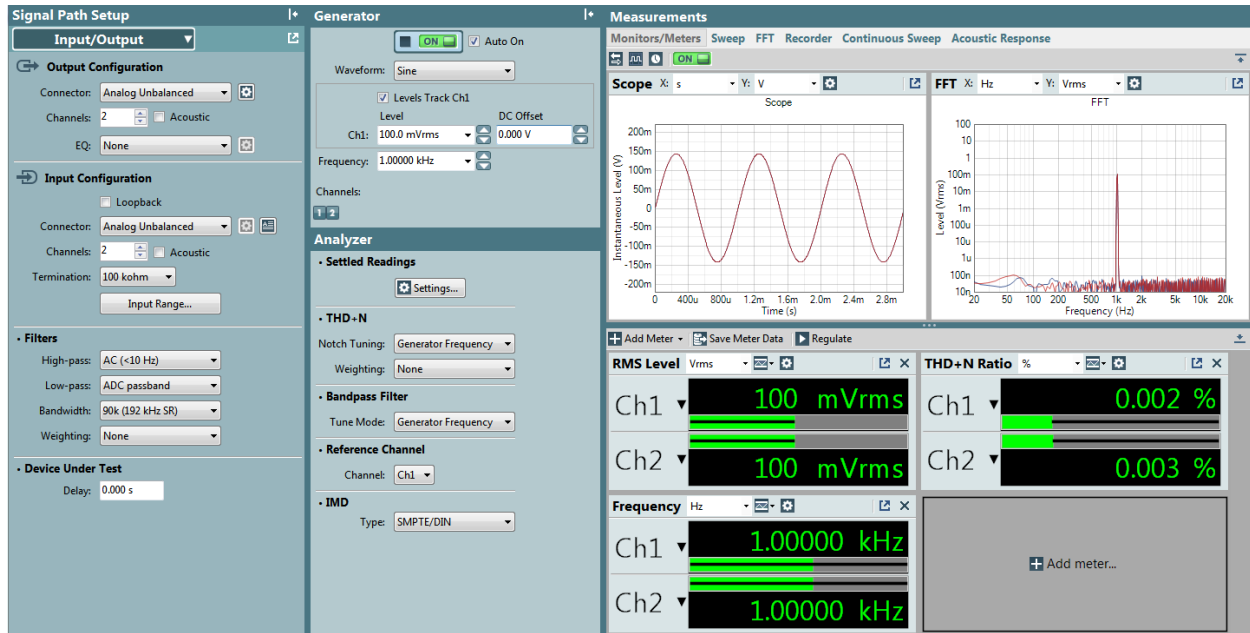 Signal Path Setup
Input/Output
Output Configuration
Connector: Analog Unbalanced
Channels: 2 Acoustic
EQ: None
Input Configuration
Loopback
Connector: Analog Unbalanced
Channels: 2 Acoustic
Termination: 100 kohm
Input Range...
Filters
High-pass: AC (<10 Hz)
Low-pass: ADC passband
Bandwidth: 90k (192 kHz SR)
Weighting: None
Device Under Test
Delay: 0.000 s
Generator
ON Auto On
Waveform: Sine
Levels Track Ch1
Level DC Offset
Ch1: 100.0 mVrms 0.000 V
Frequency: 1.00000 kHz
Channels:
1 2
Analyzer
Settled Readings
Settings...
THD+N
Notch Tuning: Generator Frequency
Weighting: None
Bandpass Filter
Tune Mode: Generator Frequency
Reference Channel
Channel: Ch1
IMD
Type: SMPTE/DIN
Measurements
Monitors/Meters Sweep FFT Recorder Continuous Sweep Acoustic Response
ON
Scope X: s Y: V
Scope
Instantaneous Level (V)
200m
150m
100m
50m
0
-50m
-100m
-150m
-200m
0 400u 800u 1.2m 1.6m 2.0m 2.4m 2.8m
Time (s)
FFT X: Hz Y: Vrms
FFT
Level (Vrms)
100
10
1
100m
10m
1m
100u
10u
1u
100n
10n
20 50 100 200 500 1k 2k 5k 10k 20k
Frequency (Hz)
Add Meter Save Meter Data Regulate
RMS Level Vrms
Ch1 100 mVrms
Ch2 100 mVrms
THD+N Ratio %
Ch1 0.002 %
Ch2 0.003 %
Frequency Hz
Ch1 1.00000 kHz
Ch2 1.00000 kHz
Add meter...